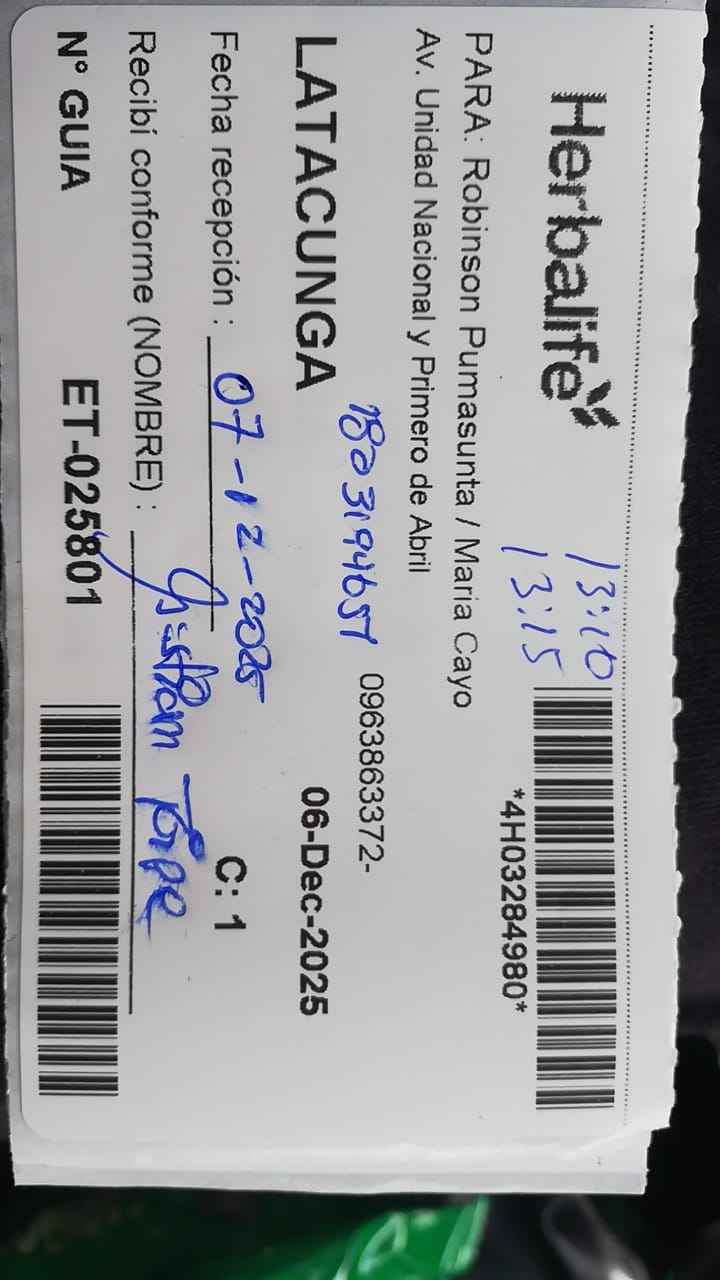 Herbalife
13:10
13:15
*4H03284980*
PARA: Robinson Pumasunta / Maria Cayo
Av. Unidad Nacional y Primero de Abril
0963863372-
LATACUNGA
06-Dec-2025
Fecha recepción : 07-12-2025
C: 1
Recibí conforme (NOMBRE) :
N° GUIA
ET-025801